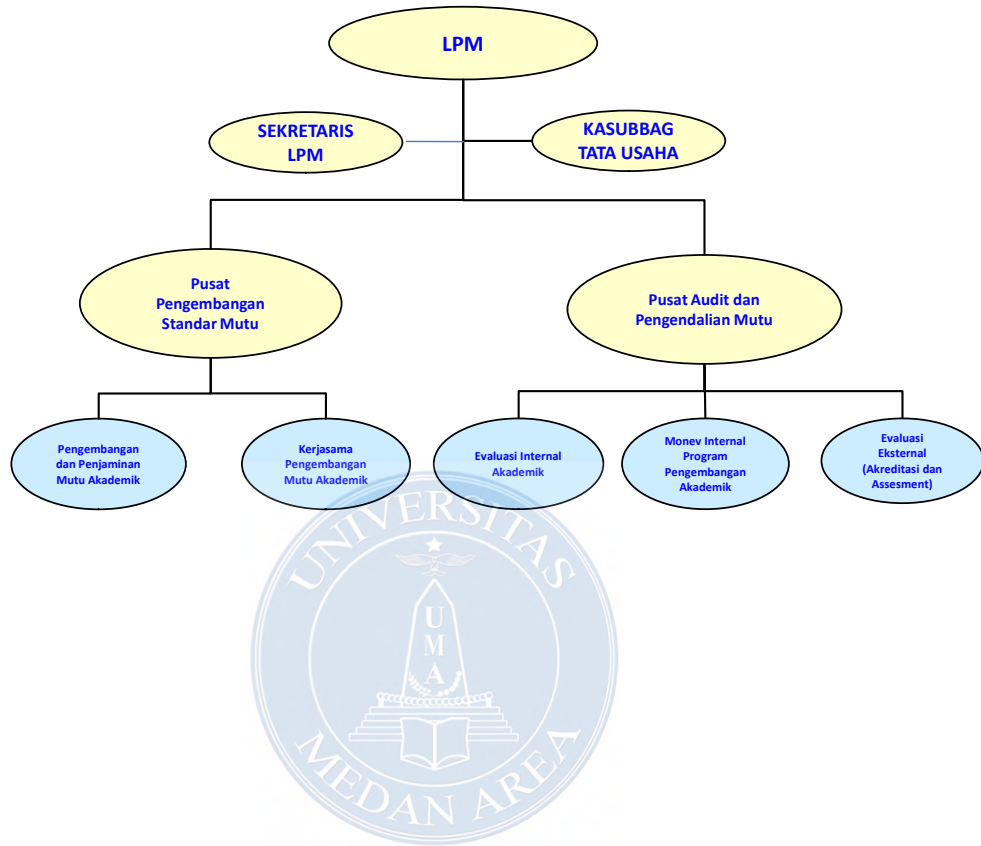 LPM
SEKRETARIS
LPM
KASUBBAG
TATA USAHA
Pusat
Pengembangan
Standar Mutu
Pusat Audit dan
Pengendalian Mutu
Pengembangan
dan Penjaminan
Mutu Akademik
Kerjasama
Pengembangan
Mutu Akademik
Evaluasi Internal
Akademik
Monev Internal
Program
Pengembangan
Akademik
Evaluasi
Eksternal
(Akreditasi dan
Assesment)
UNIVERSITAS
U
M
A
MEDAN AREA